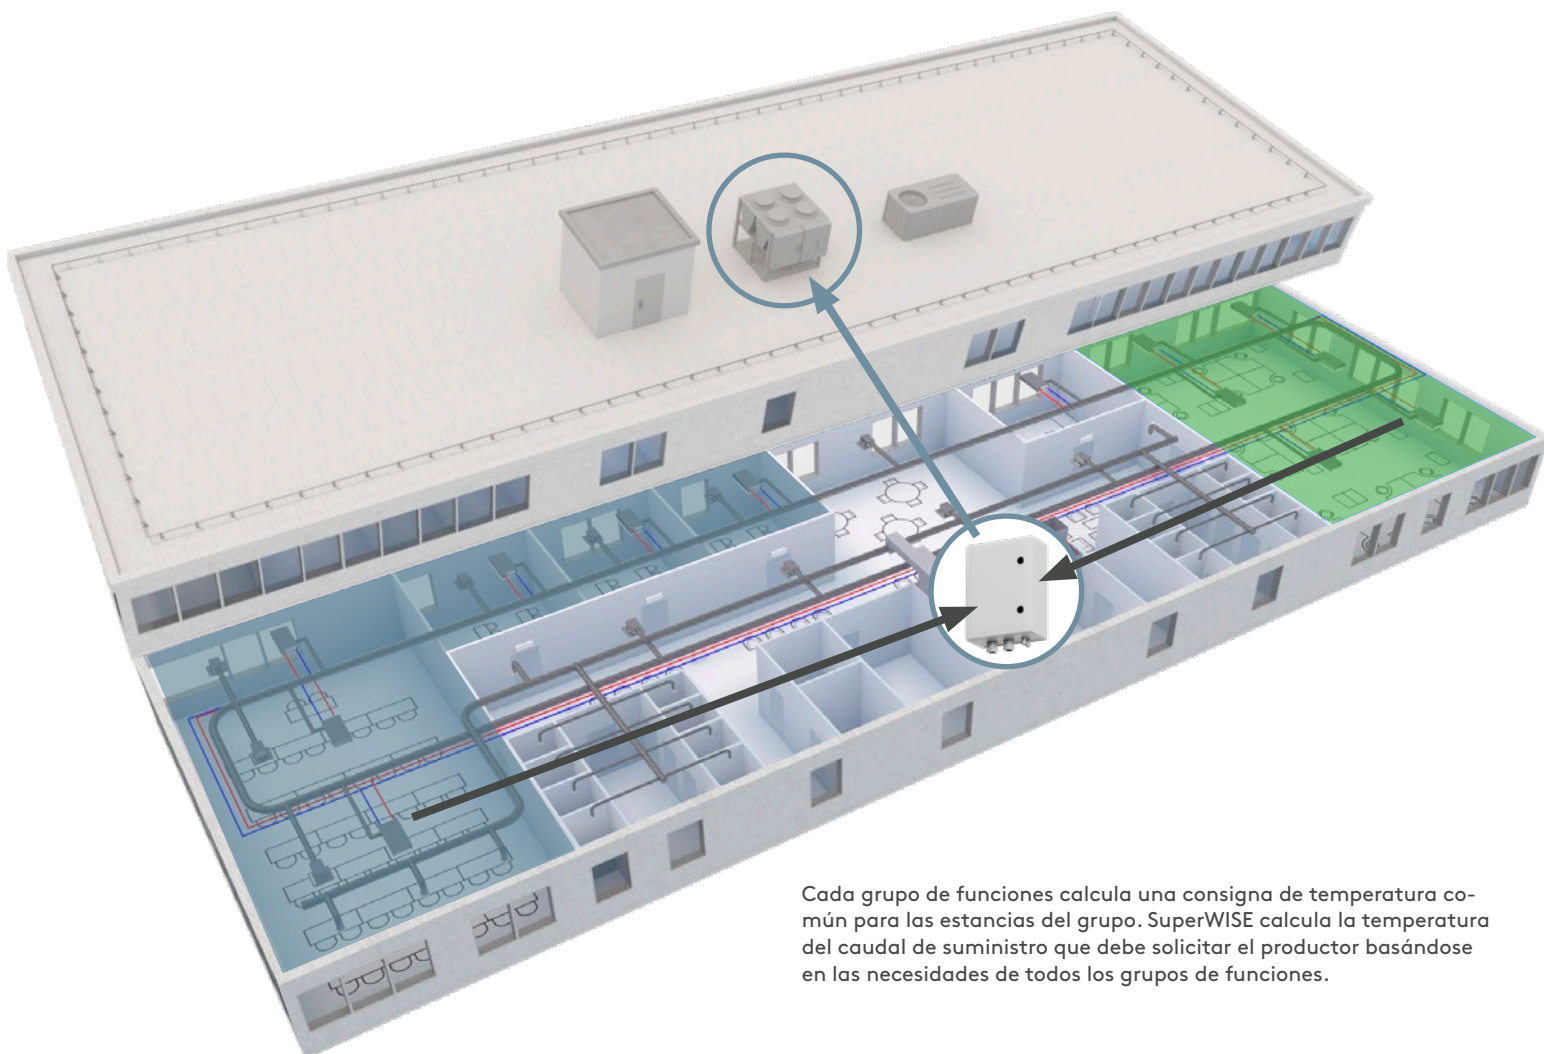 Cada grupo de funciones calcula una consigna de temperatura co-
mún para las estancias del grupo. SuperWISE calcula la temperatura
del caudal de suministro que debe solicitar el productor basándose
en las necesidades de todos los grupos de funciones.